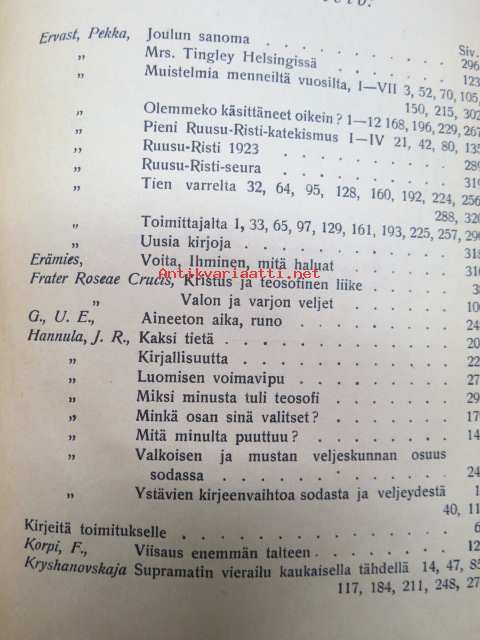 Siv.
Ervast, Pekka, Joulun sanoma 296
„ Mrs. Tingley Helsingissä 123
„ Muistelmia menneiltä vuosilta, I—VII 3, 52, 70, 105,
150, 215, 302
„ Olemmeko käsittäneet oikein? 1—12 168, 196, 229, 267
„ Pieni Ruusu-Risti-katekismus I—IV 21, 42, 80, 135
„ Ruusu-Risti 1923
„ Ruusu-Risti-seura
„ Tien varrelta 32, 64, 95, 128, 160, 192, 224, 256
288, 320
„ Toimittajalta 1, 33, 65, 97, 129, 161, 193, 225, 257,
„ Uusia kirjoja
Erämies, Voita, Ihminen, mitä haluat
Antikvariaatti.net
Frater Roseae Crucis, Kristus ja teosofinen liike
„ Valon ja varjon veljet
G., U. E., Aineeton aika, runo
Hannula, J. R., Kaksi tietä
„ Kirjallisuutta
„ Luomisen voimavipu
„ Miksi minusta tuli teosofi
„ Minkä osan sinä valitset?
„ Mitä minulta puuttuu?
„ Valkoisen ja mustan veljeskunnan osuus
sodassa
„ Ystävien kirjeenvaihtoa sodasta ja veljeydestä
40,
Kirjeitä toimitukselle
Korpi, F., Viisaus enemmän talteen
Kryshanovskaja Supramatin vierailu kaukaisella tähdellä 14, 47, 85
117, 184, 211, 248,